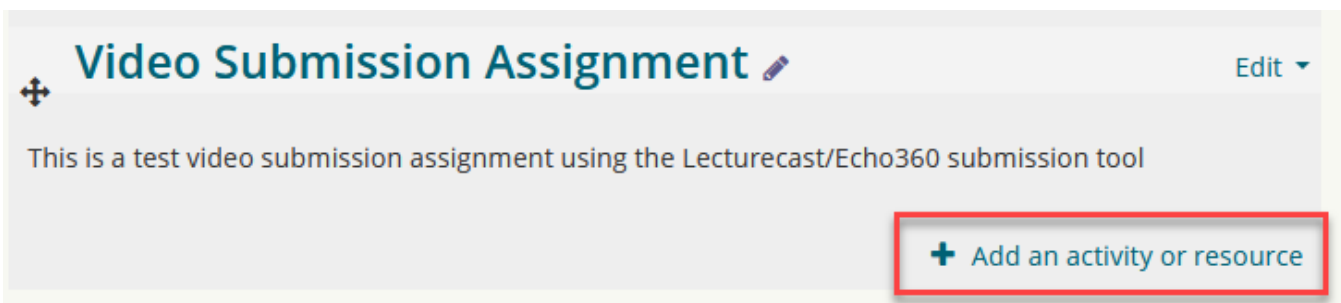 Video Submission Assignment
Edit
This is a test video submission assignment using the Lecturecast/Echo360 submission tool
Add an activity or resource